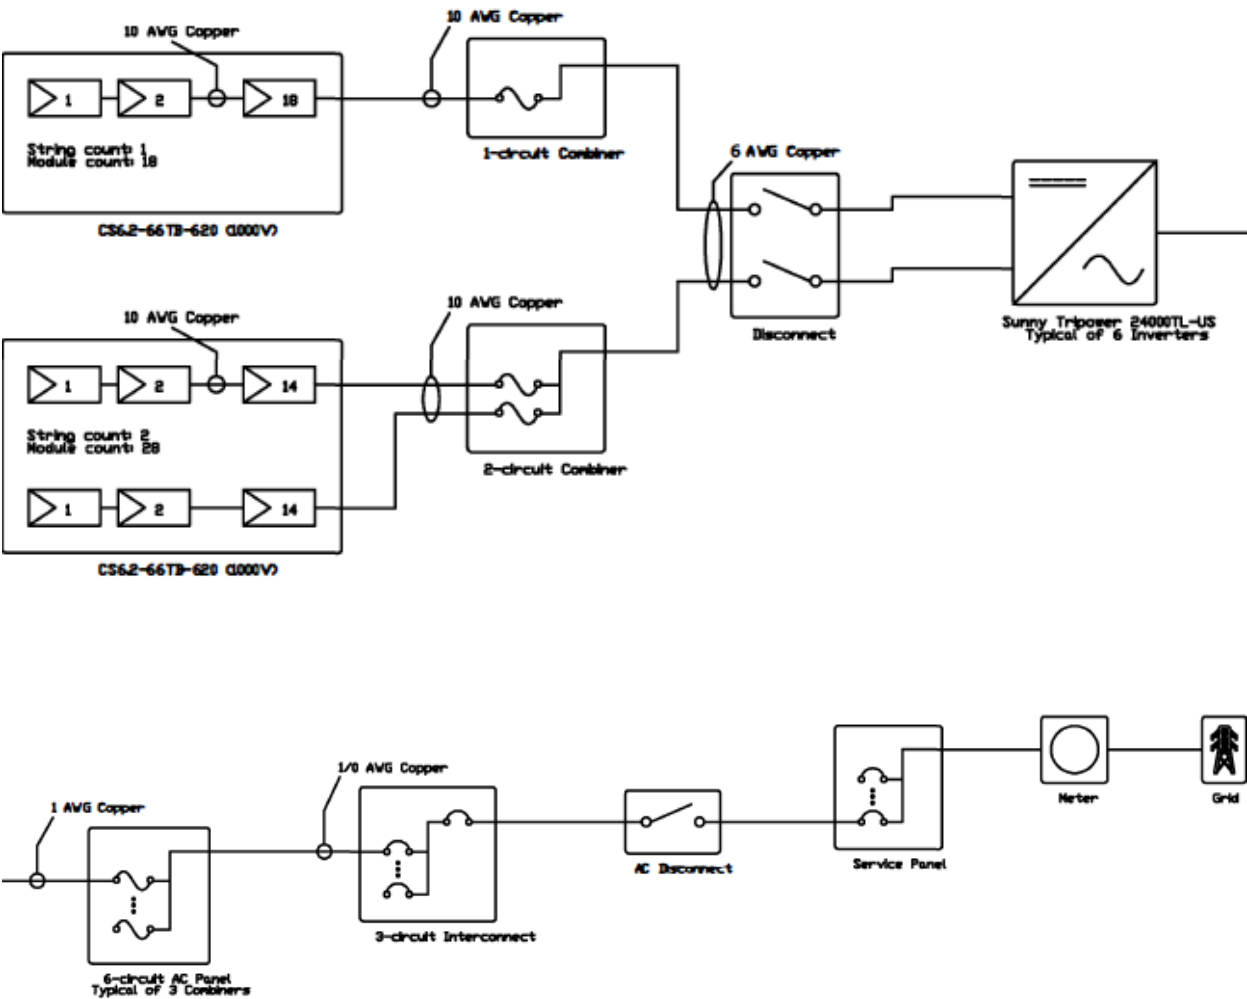 10 AWG Copper
10 AWG Copper
1
2
18
String count: 1
Module count: 18
CS6.2-66TB-620 (1000V)
1-circuit Combiner
6 AWG Copper
Disconnect
Sunny Tripower 24000TL-US
Typical of 6 Inverters
10 AWG Copper
10 AWG Copper
1
2
14
String count: 2
Module count: 28
1
2
14
CS6.2-66TB-620 (1000V)
2-circuit Combiner
1 AWG Copper
6-circuit AC Panel
Typical of 3 Combiners
1/0 AWG Copper
3-circuit Interconnect
AC Disconnect
Service Panel
Meter
Grid